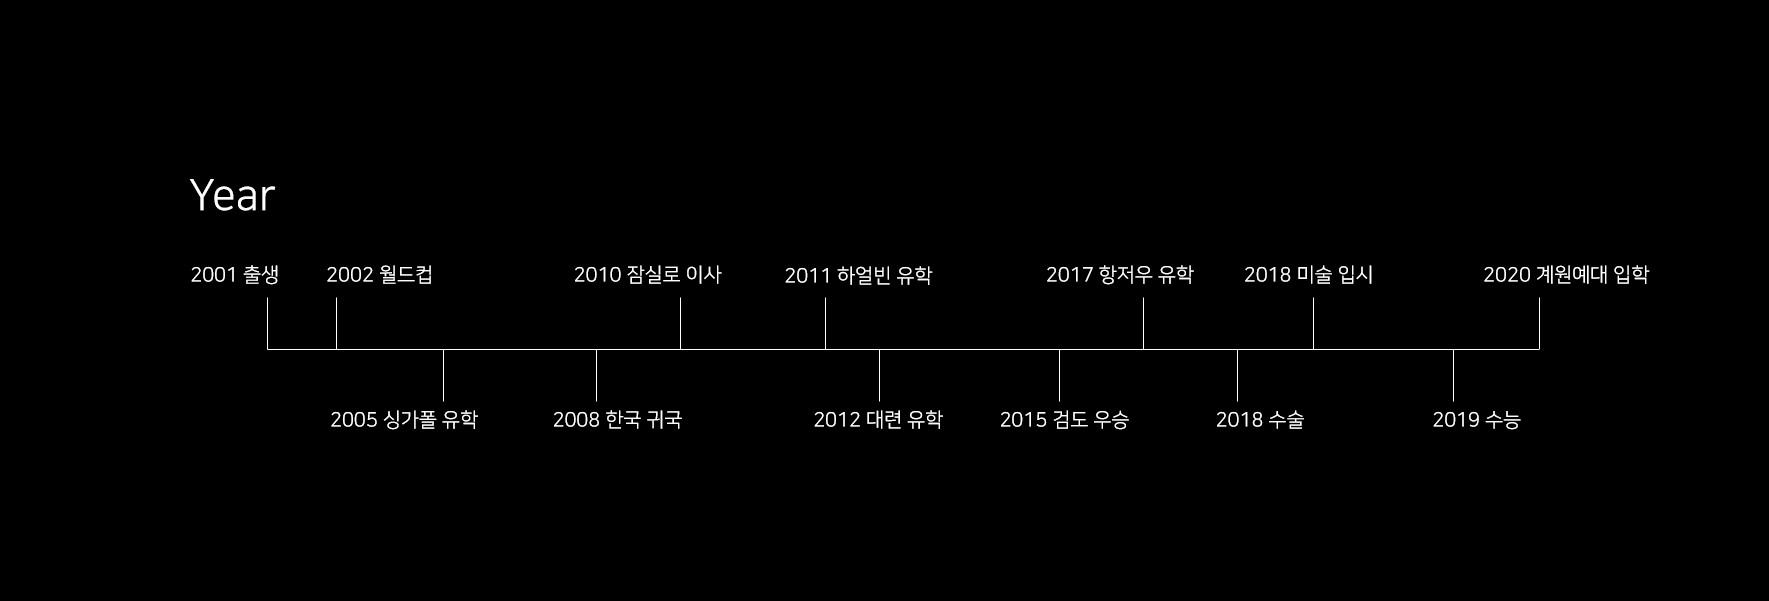 Year
2001 출생
2002 월드컵
2010 잠실로 이사
2011 하얼빈 유학
2017 항저우 유학
2018 미술 입시
2020 계원예대 입학
2005 싱가폴 유학
2008 한국 귀국
2012 대련 유학
2015 검도 우승
2018 수술
2019 수능